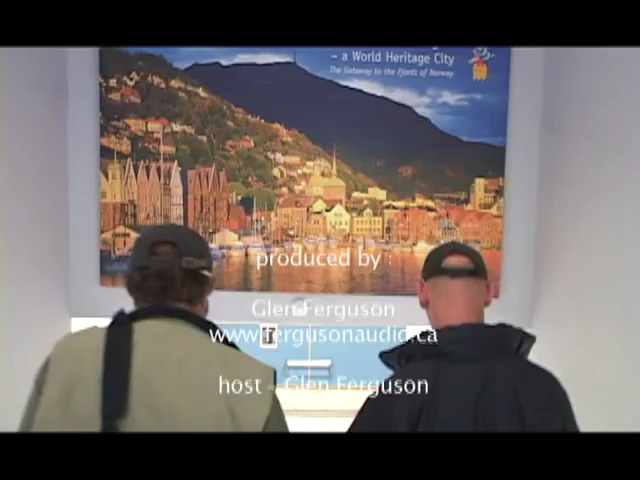 – a World Heritage City
The Gateway to the Fjords of Norway
produced by :
Glen Ferguson
www.fergusonaudio.ca
host - Glen Ferguson